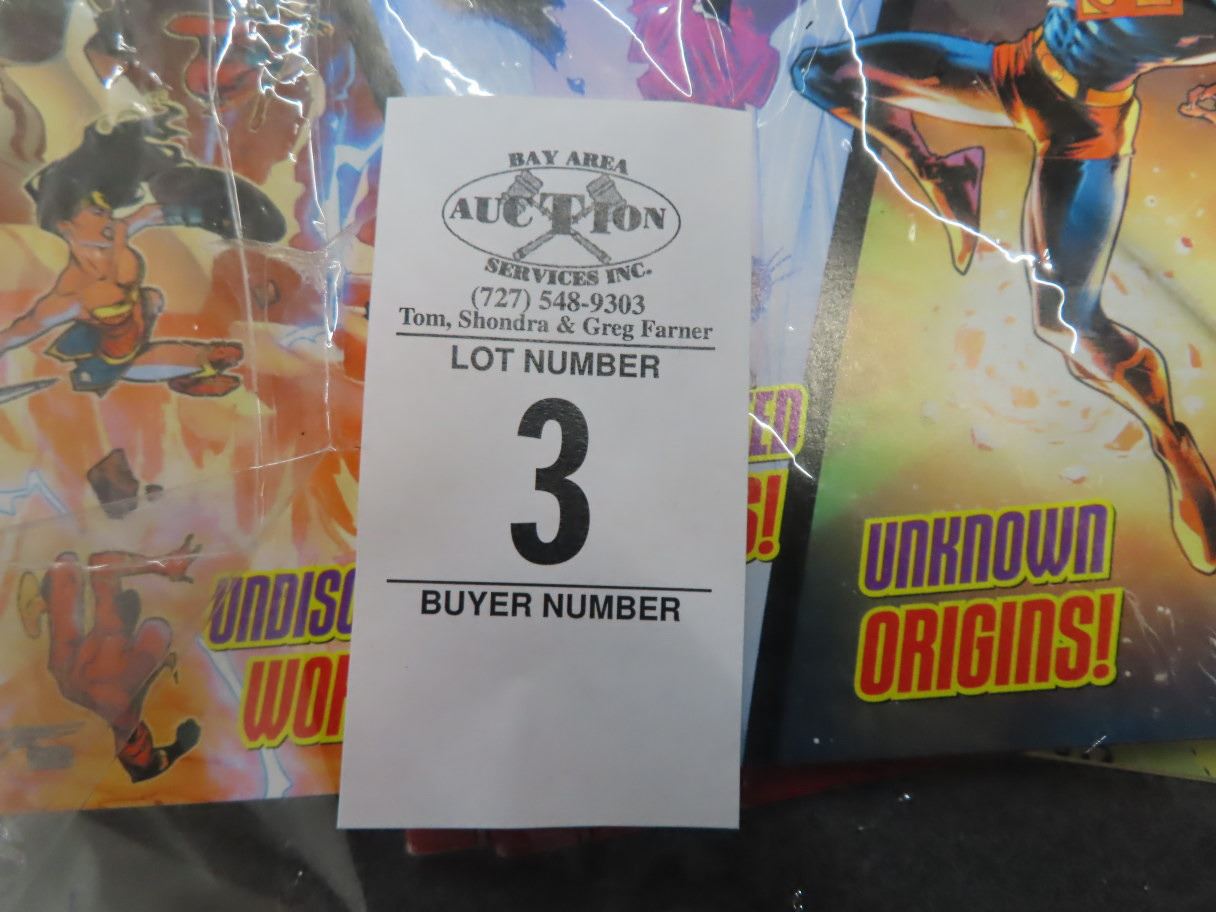 BAY AREA
AUCTION
SERVICES INC.
(727) 548-9303
Tom, Shondra & Greg Farner
LOT NUMBER
3
BUYER NUMBER
UNKNOWN
ORIGINS!